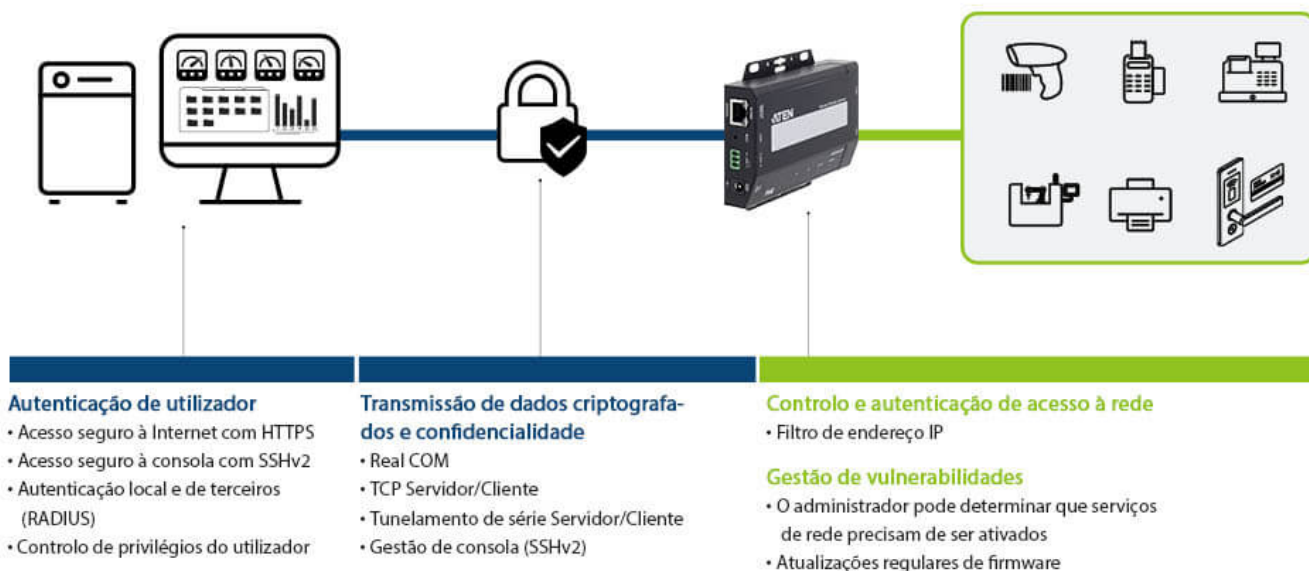 ATEN
Autenticação de utilizador
• Acesso seguro à Internet com HTTPS
• Acesso seguro à consola com SSHv2
• Autenticação local e de terceiros
(RADIUS)
• Controlo de privilégios do utilizador
Transmissão de dados criptografa-
dos e confidencialidade
• Real COM
• TCP Servidor/Cliente
• Tunelamento de série Servidor/Cliente
• Gestão de consola (SSHv2)
Controlo e autenticação de acesso à rede
• Filtro de endereço IP
Gestão de vulnerabilidades
• O administrador pode determinar que serviços
de rede precisam de ser ativados
• Atualizações regulares de firmware